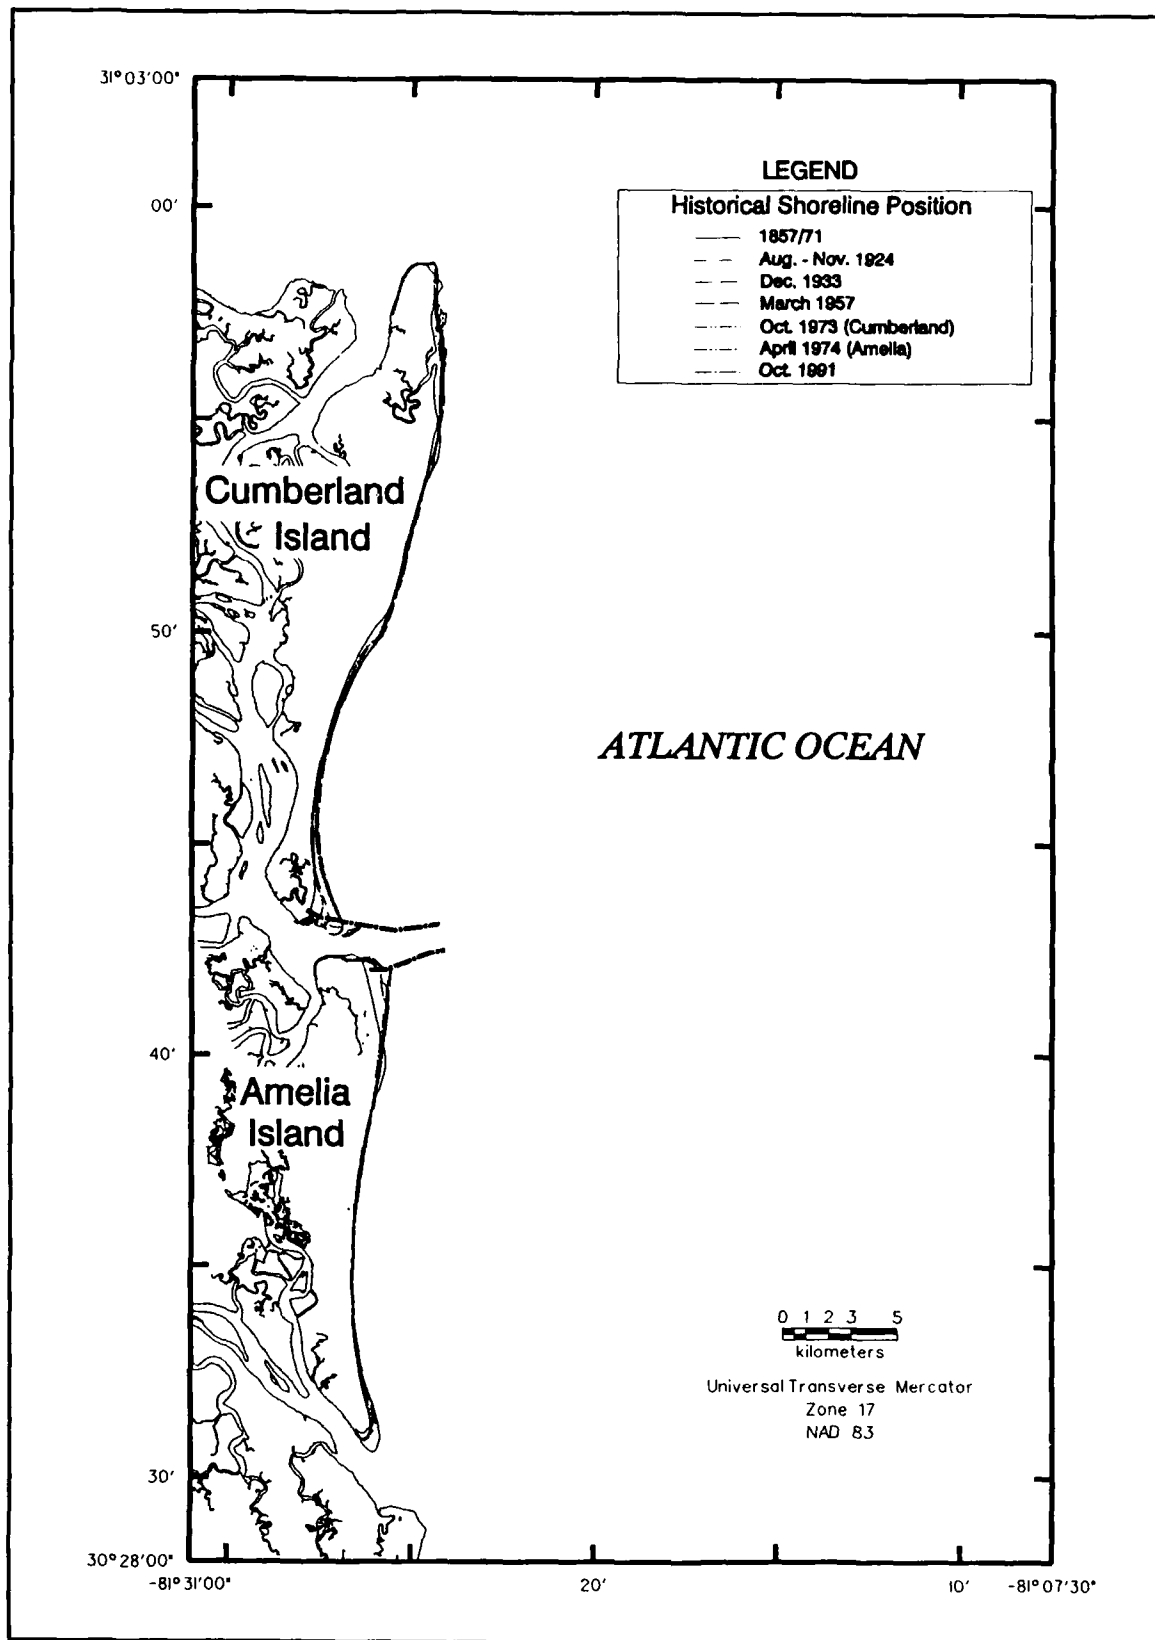 31°03'00"
LEGEND
Historical Shoreline Position
1857/71
Aug. - Nov. 1924
Dec. 1933
March 1957
Oct. 1973 (Cumberland)
April 1974 (Amelia)
Oct. 1991
00'
Cumberland
Island
50'
ATLANTIC OCEAN
40'
Amelia
Island
0 1 2 3 5
kilometers
Universal Transverse Mercator
Zone 17
NAD 83
30'
30°28'00"
-81°31'00"
20'
10'
-81°07'30"